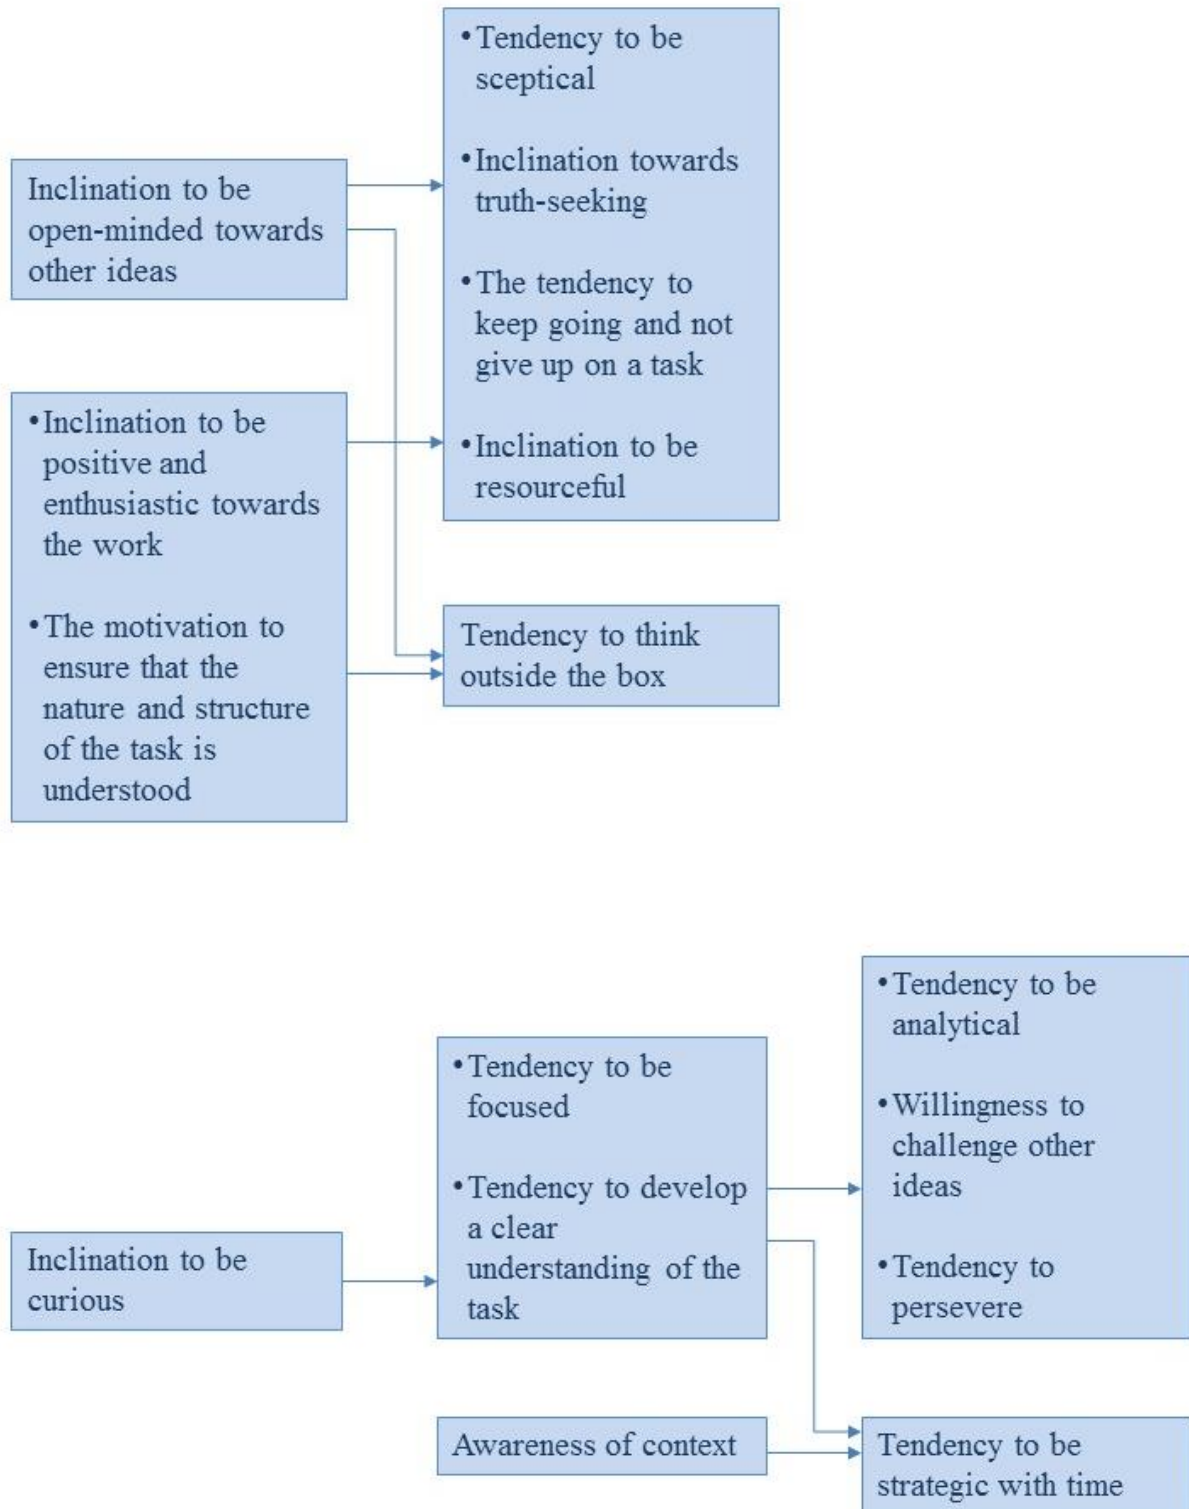 • Tendency to be
sceptical
• Inclination towards
truth-seeking
• The tendency to
keep going and not
give up on a task
• Inclination to be
resourceful
Inclination to be
open-minded towards
other ideas
• Inclination to be
positive and
enthusiastic towards
the work
• The motivation to
ensure that the
nature and structure
of the task is
understood
Tendency to think
outside the box
• Tendency to be
analytical
• Willingness to
challenge other
ideas
• Tendency to
persevere
• Tendency to be
focused
• Tendency to develop
a clear
understanding of the
task
Inclination to be
curious
Awareness of context
Tendency to be
strategic with time